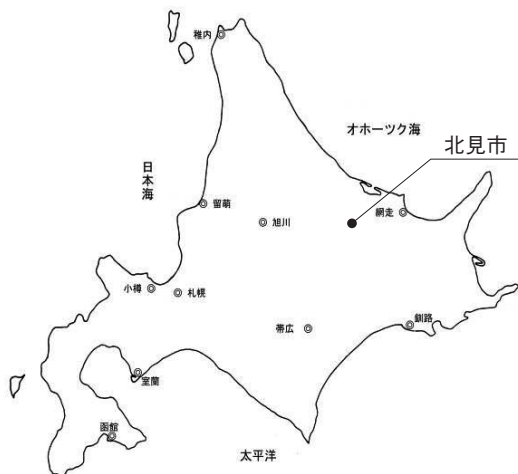 稚内
オホーツク海
北見市
日本海
留萌
旭川
網走
小樽
札幌
帯広
釧路
室蘭
函館
太平洋